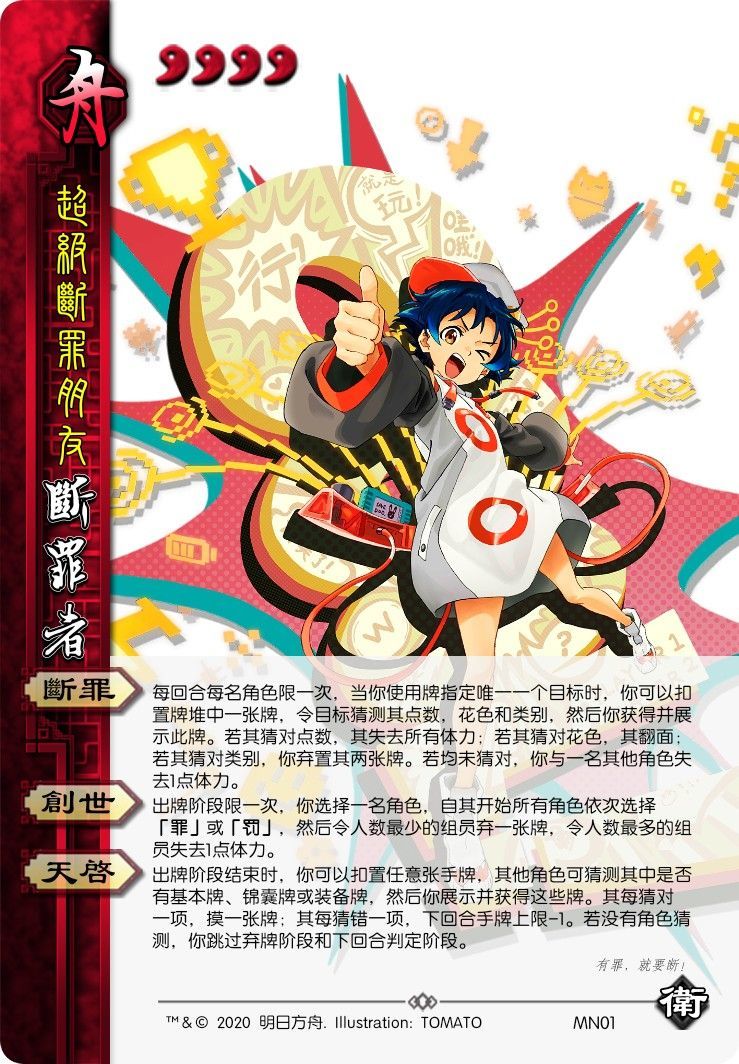 舟
超級斷罪朋友
斷罪者
就是
玩!
哇!
哦!
行!
W
?
斷罪
每回合每名角色限一次，当你使用牌指定唯一一个目标时，你可以扣
置牌堆中一张牌，令目标猜测其点数，花色和类别，然后你获得并展
示此牌。若其猜对点数，其失去所有体力；若其猜对花色，其翻面；
若其猜对类别，你弃置其两张牌。若均未猜对，你与一名其他角色失
去1点体力。
創世
出牌阶段限一次，你选择一名角色，自其开始所有角色依次选择
「罪」或「罚」，然后令人数最少的组员弃一张牌，令人数最多的组
员失去1点体力。
天啓
出牌阶段结束时，你可以扣置任意张手牌，其他角色可猜测其中是否
有基本牌、锦囊牌或装备牌，然后你展示并获得这些牌。其每猜对
一项，摸一张牌；其每猜错一项，下回合手牌上限-1。若没有角色猜
测，你跳过弃牌阶段和下回合判定阶段。
有罪，就要断！
衛
™&© 2020 明日方舟. Illustration: TOMATO
MN01